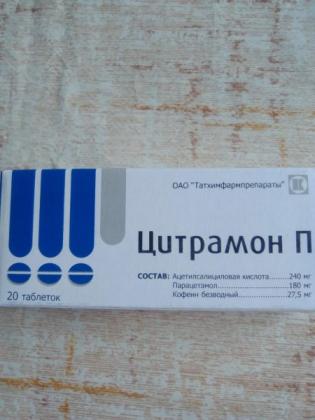 ОАО "Татхимфармпрепараты"
Цитрамон П
СОСТАВ: Ацетилсалициловая кислота..........240 мг
Парацетамол.................................180 мг
Кофеин безводный........................27,5 мг
20 таблеток